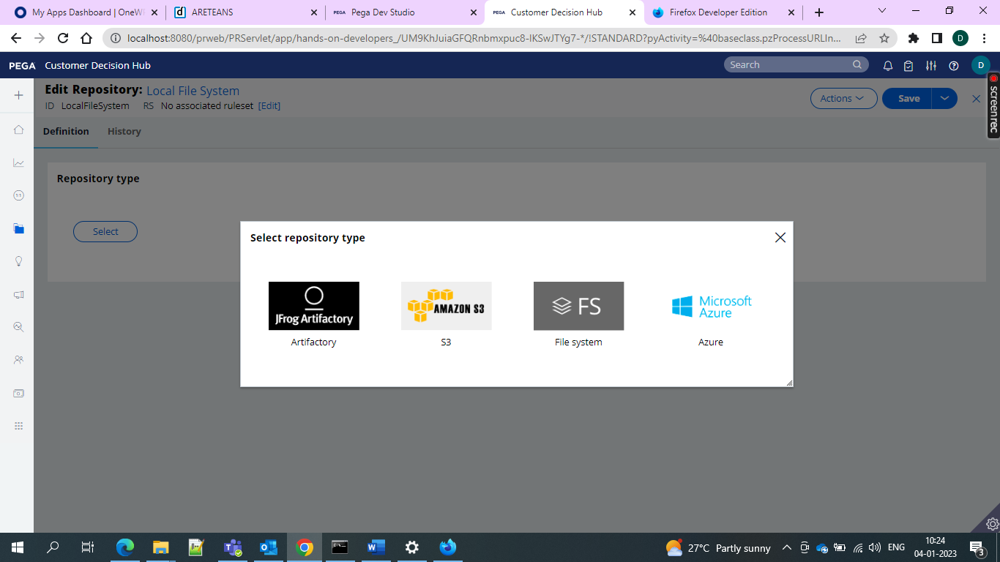 My Apps Dashboard | OneW
ARETEANS
Pega Dev Studio
Customer Decision Hub
Firefox Developer Edition
localhost:8080/prweb/PRServlet/app/hands-on-developers_/UM9KhJuiaGFQRnbmxpuc8-IKSwJTYg7-*/!STANDARD?pyActivity=%40baseclass.pzProcessURLIn...
D
PEGA Customer Decision Hub
Search
D
Edit Repository: Local File System
ID LocalFileSystem RS No associated ruleset [Edit]
Actions
Save
screenrec
Definition History
Repository type
Select
Select repository type
JFrog Artifactory
AMAZON S3
FS
Microsoft
Azure
Artifactory
S3
File system
Azure
27°C Partly sunny
ENG
10:24
04-01-2023
3